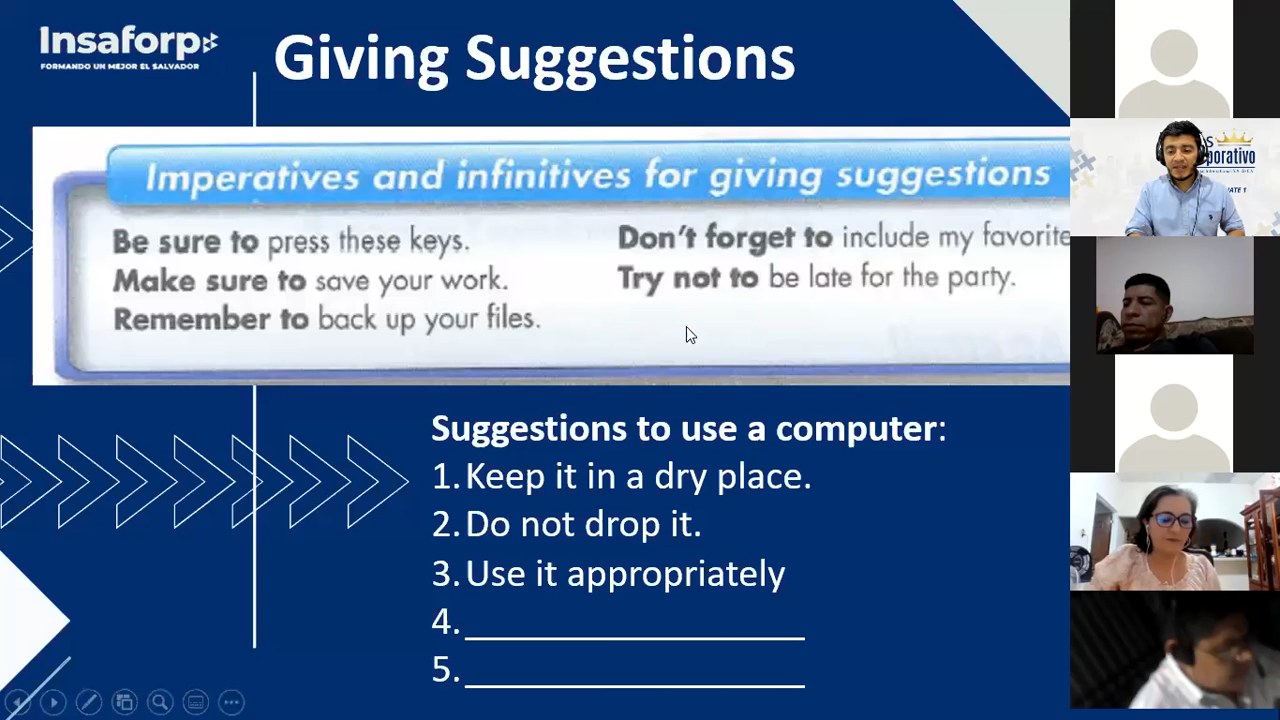 Insaforp
FORMANDO UN MEJOR EL SALVADOR
Giving Suggestions
Imperatives and infinitives for giving suggestions
Be sure to press these keys.
Make sure to save your work.
Remember to back up your files.
Don't forget to include my favorite
Try not to be late for the party.
Suggestions to use a computer:
1. Keep it in a dry place.
2. Do not drop it.
3. Use it appropriately
4. ____________________
5. ____________________